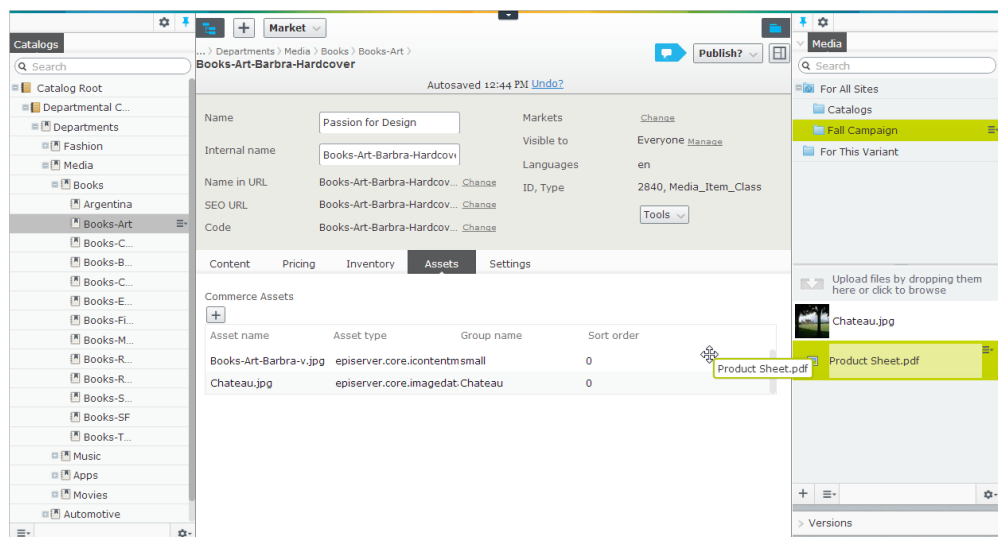 Catalogs
Search
Catalog Root
Departmental C...
Departments
Fashion
Media
Books
Argentina
Books-Art
Books-C...
Books-B...
Books-C...
Books-E...
Books-Fi...
Books-M...
Books-R...
Books-R...
Books-S...
Books-SF
Books-T...
Music
Apps
Movies
Automotive
Market
... > Departments > Media > Books > Books-Art >
Books-Art-Barbra-Hardcover
Publish?
Autosaved 12:44 PM Undo?
Name
Passion for Design
Internal name
Books-Art-Barbra-Hardcove
Name in URL Books-Art-Barbra-Hardcov... Change
SEO URL Books-Art-Barbra-Hardcov... Change
Code Books-Art-Barbra-Hardcov... Change
Markets Change
Visible to Everyone Manage
Languages en
ID, Type 2840, Media_Item_Class
Tools
Content Pricing Inventory Assets Settings
Commerce Assets
Asset name Asset type Group name Sort order
Books-Art-Barbra-v.jpg episerver.core.icontentm small 0
Chateau.jpg episerver.core.imagedat Chateau 0
Product Sheet.pdf
Media
Search
For All Sites
Catalogs
Fall Campaign
For This Variant
Upload files by dropping them
here or click to browse
Chateau.jpg
Product Sheet.pdf
Versions